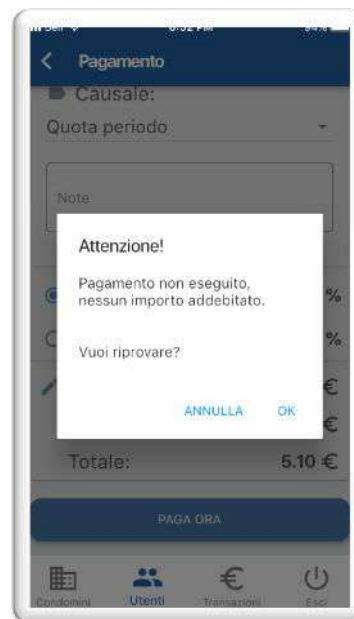 Pagamento
Causale:
Quota periodo
Note
Attenzione!
Pagamento non eseguito,
nessun importo addebitato.
Vuoi riprovare?
%
%
ANNULLA OK
€
€
Totale: 5.10 €
PAGA ORA
Condomini Utenti Transazioni Esci